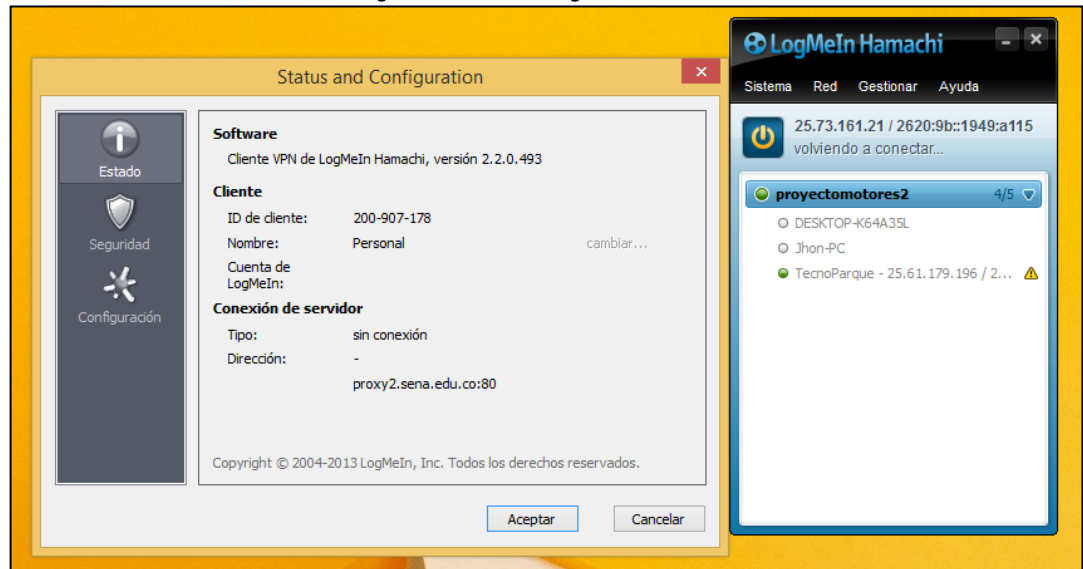 Status and Configuration
Estado
Seguridad
Configuración
Software
Cliente VPN de LogMeIn Hamachi, versión 2.2.0.493
Cliente
ID de cliente: 200-907-178
Nombre: Personal cambiar...
Cuenta de
LogMeIn:
Conexión de servidor
Tipo: sin conexión
Dirección: -
proxy2.sena.edu.co:80
Copyright © 2004-2013 LogMeIn, Inc. Todos los derechos reservados.
Aceptar Cancelar
LogMeIn Hamachi
Sistema Red Gestionar Ayuda
25.73.161.21 / 2620:9b::1949:a115
volviendo a conectar...
proyectomotores2 4/5
DESKTOP-K64A35L
Jhon-PC
TecnoParque - 25.61.179.196 / 2...